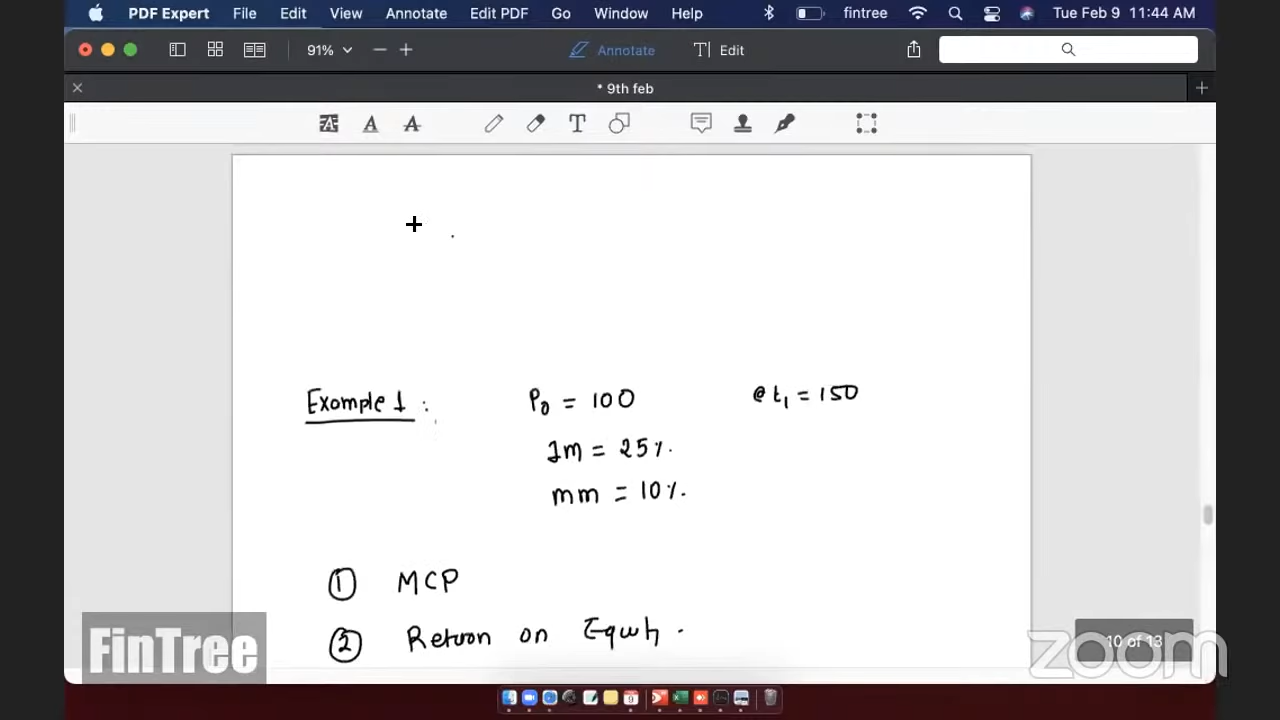 PDF Expert File Edit View Annotate Edit PDF Go Window Help fintree Tue Feb 9 11:44 AM
91% Annotate T Edit
* 9th feb
A A A T
Example 1 : P0 = 100 @ t1 = 150
Im = 25%.
mm = 10%.
1 MCP
2 Return on Equity.
FinTree
10 of 13
zoom